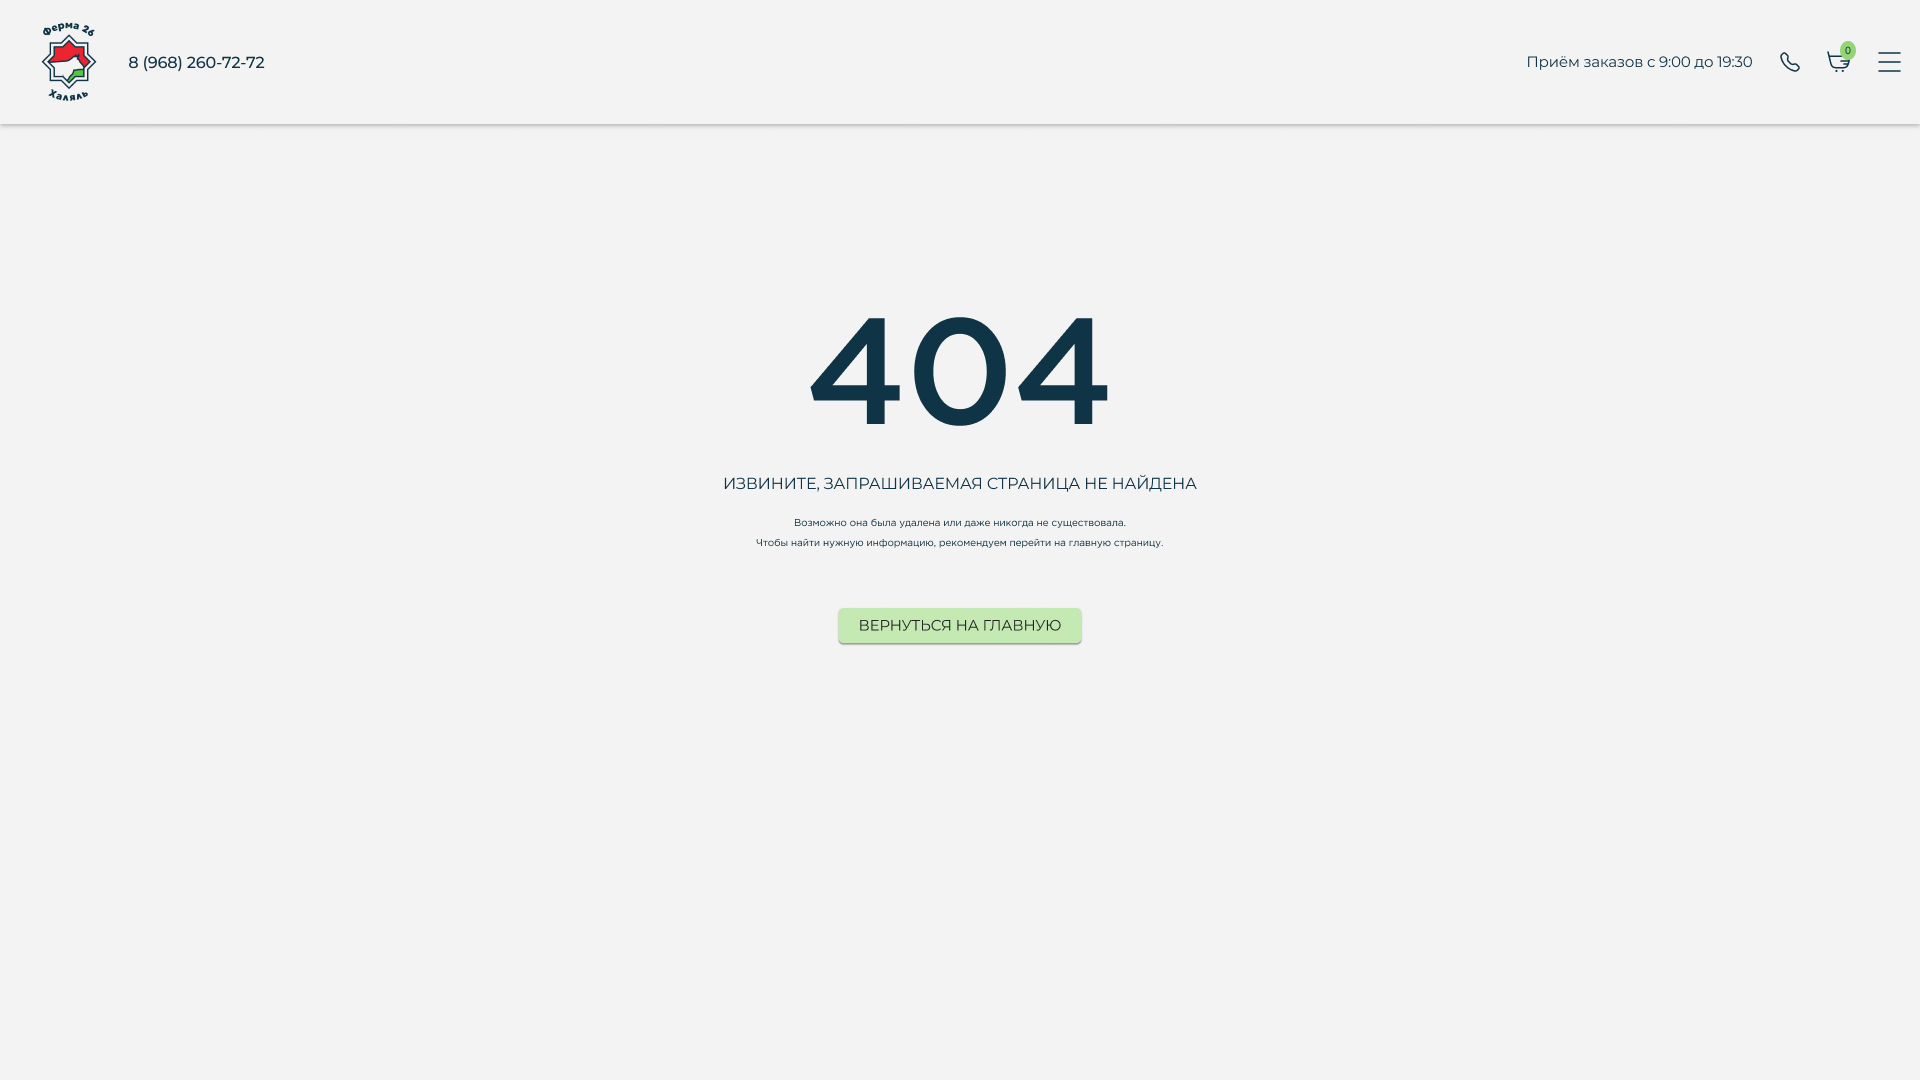 Ферма 26
Халяль
8 (968) 260-72-72
Приём заказов с 9:00 до 19:30
0
404
ИЗВИНИТЕ, ЗАПРАШИВАЕМАЯ СТРАНИЦА НЕ НАЙДЕНА
Возможно она была удалена или даже никогда не существовала.
Чтобы найти нужную информацию, рекомендуем перейти на главную страницу.
ВЕРНУТЬСЯ НА ГЛАВНУЮ